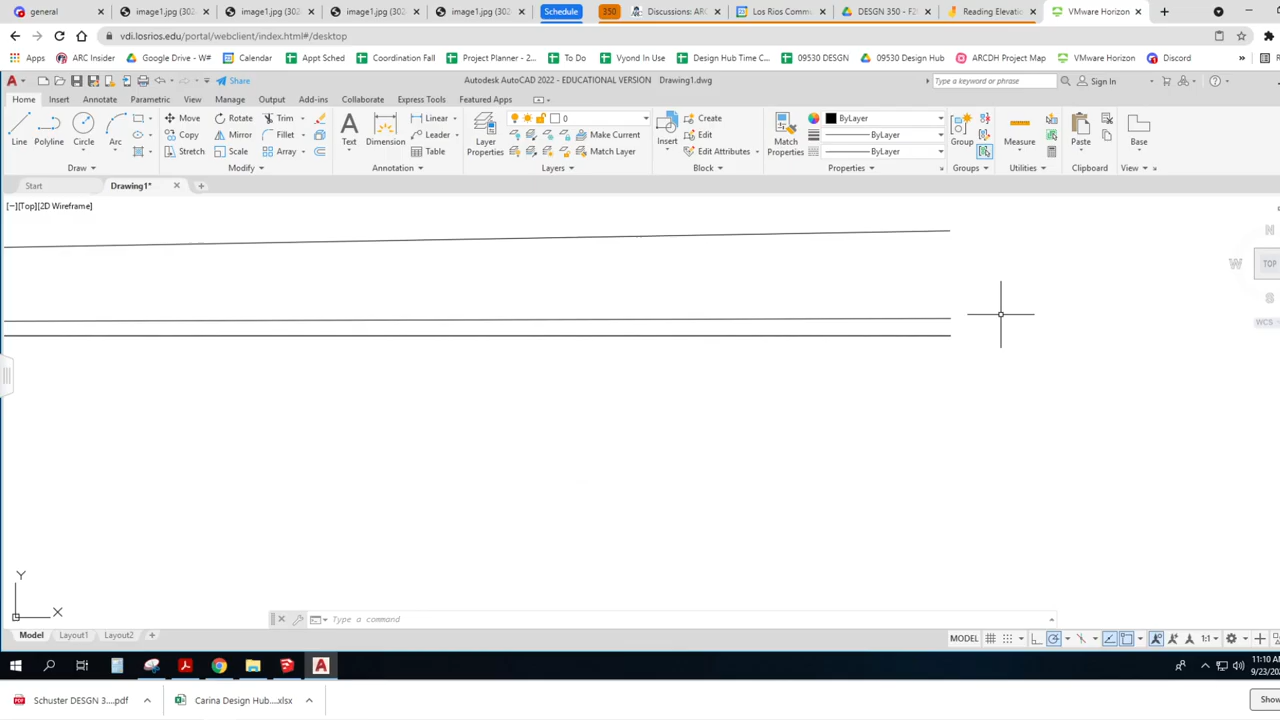 general image1.jpg (302 image1.jpg (302 image1.jpg (302 image1.jpg (302 Schedule 350 Discussions: ARC Los Rios Comm DESGN 350 - F2 Reading Elevatic VMware Horizon
vdi.losrios.edu/portal/webclient/index.html#/desktop
Apps ARC Insider Google Drive - W# Calendar Appt Sched Coordination Fall Project Planner - 2... To Do Vyond In Use Design Hub Time C... 09530 DESGN 09530 Design Hub ARCDH Project Map VMware Horizon Discord
Share Autodesk AutoCAD 2022 - EDUCATIONAL VERSION Drawing1.dwg Type a keyword or phrase Sign In
Home Insert Annotate Parametric View Manage Output Add-ins Collaborate Express Tools Featured Apps
Move Rotate Trim Linear 0 Create ByLayer
Copy Mirror Fillet Leader Make Current Edit ByLayer
Stretch Scale Array Table Match Layer Edit Attributes ByLayer
Line Polyline Circle Arc Text Dimension Layer Properties Insert Match Properties Group Measure Paste Base
Draw Modify Annotation Layers Block Properties Groups Utilities Clipboard View
Start Drawing1*
[−][Top][2D Wireframe]
N
W TOP
S
WCS
Y
X
Type a command
Model Layout1 Layout2 MODEL 1:1
11:10 A
9/23/20
Schuster DESGN 3....pdf Carina Design Hub....xlsx Show